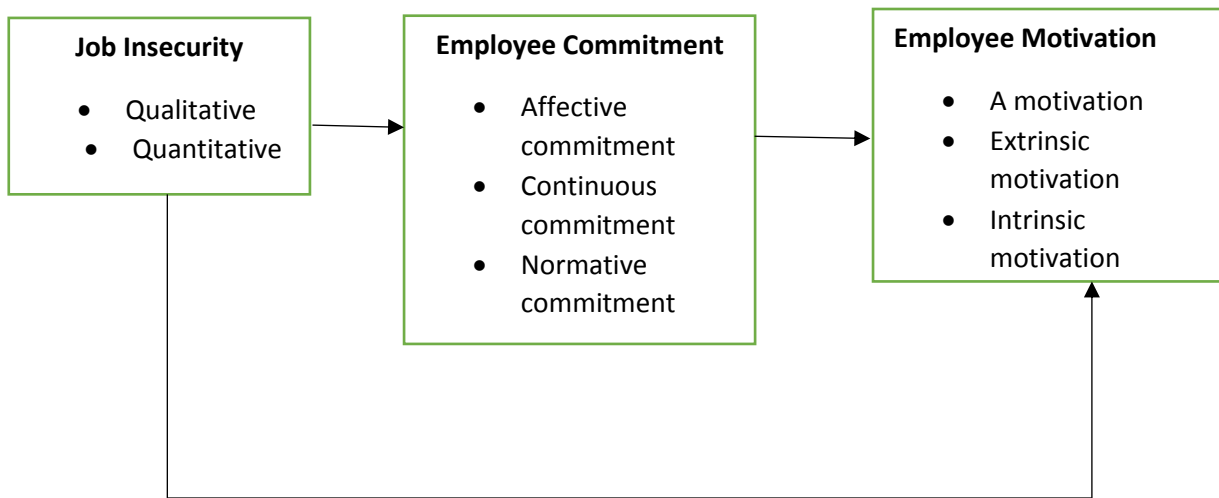 Job Insecurity
● Qualitative
● Quantitative
Employee Commitment
● Affective
commitment
● Continuous
commitment
● Normative
commitment
Employee Motivation
● A motivation
● Extrinsic
motivation
● Intrinsic
motivation